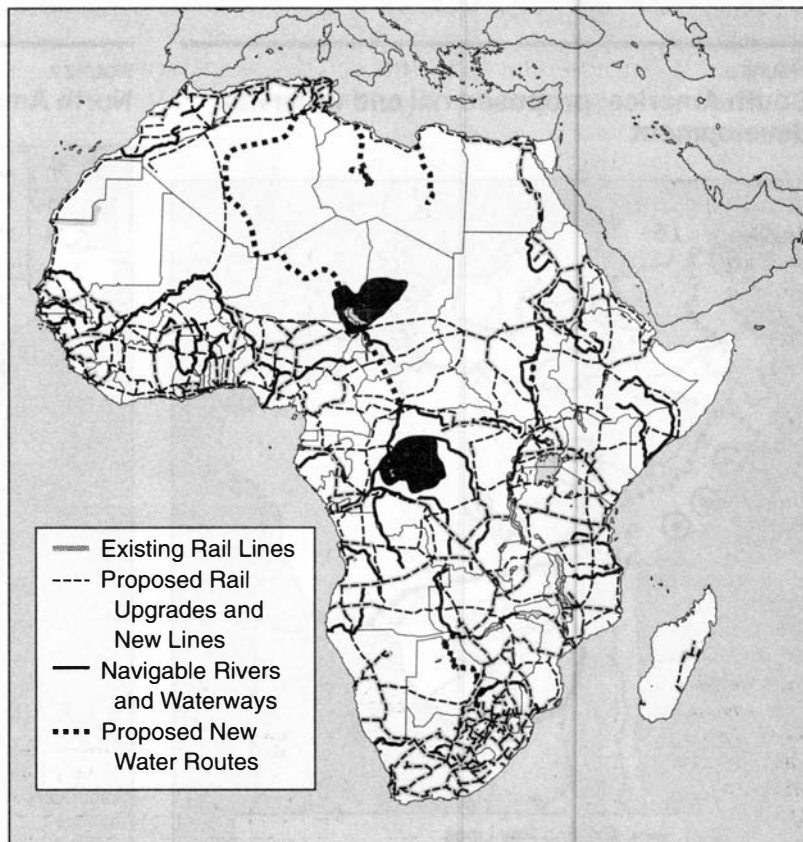 Existing Rail Lines
Proposed Rail
Upgrades and
New Lines
Navigable Rivers
and Waterways
Proposed New
Water Routes